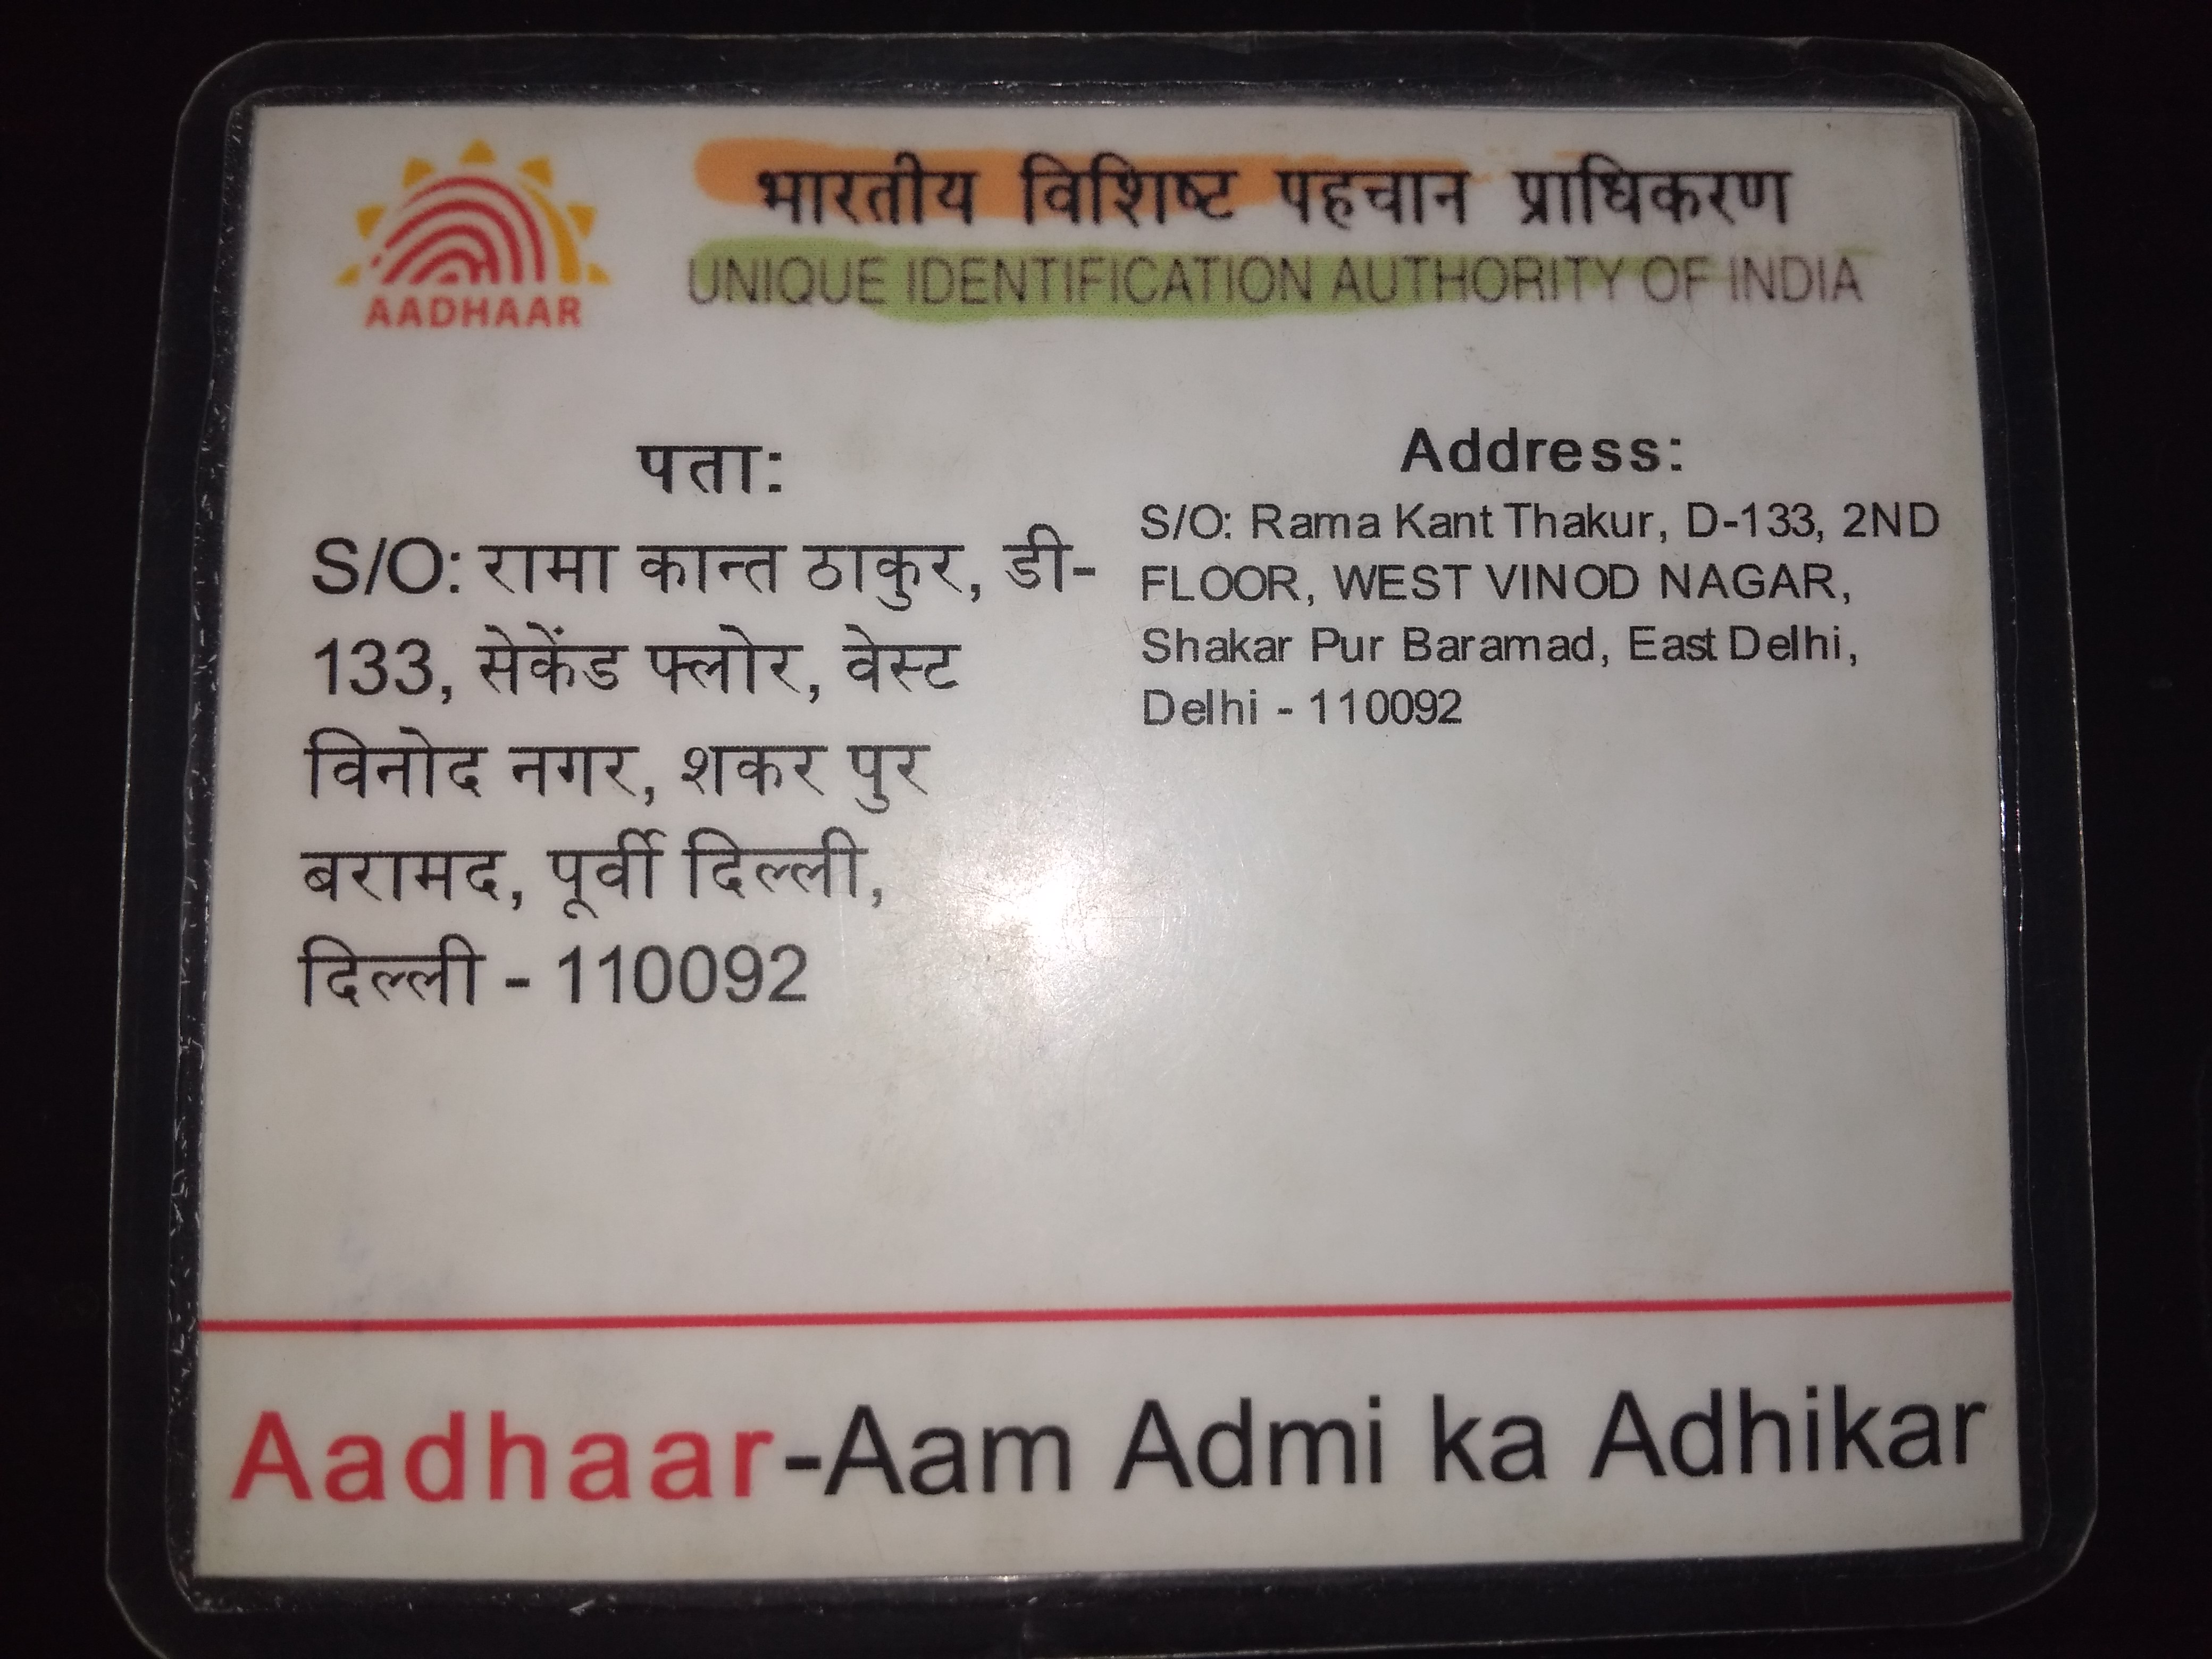 भारतीय विशिष्ट पहचान प्राधिकरण
UNIQUE IDENTIFICATION AUTHORITY OF INDIA
AADHAAR
पता:
S/O: रामा कान्त ठाकुर, डी-
133, सेकेंड फ्लोर, वेस्ट
विनोद नगर, शकर पुर
बरामद, पूर्वी दिल्ली,
दिल्ली - 110092
Address:
S/O: Rama Kant Thakur, D-133, 2ND
FLOOR, WEST VINOD NAGAR,
Shakar Pur Baramad, East Delhi,
Delhi - 110092
Aadhaar-Aam Admi ka Adhikar